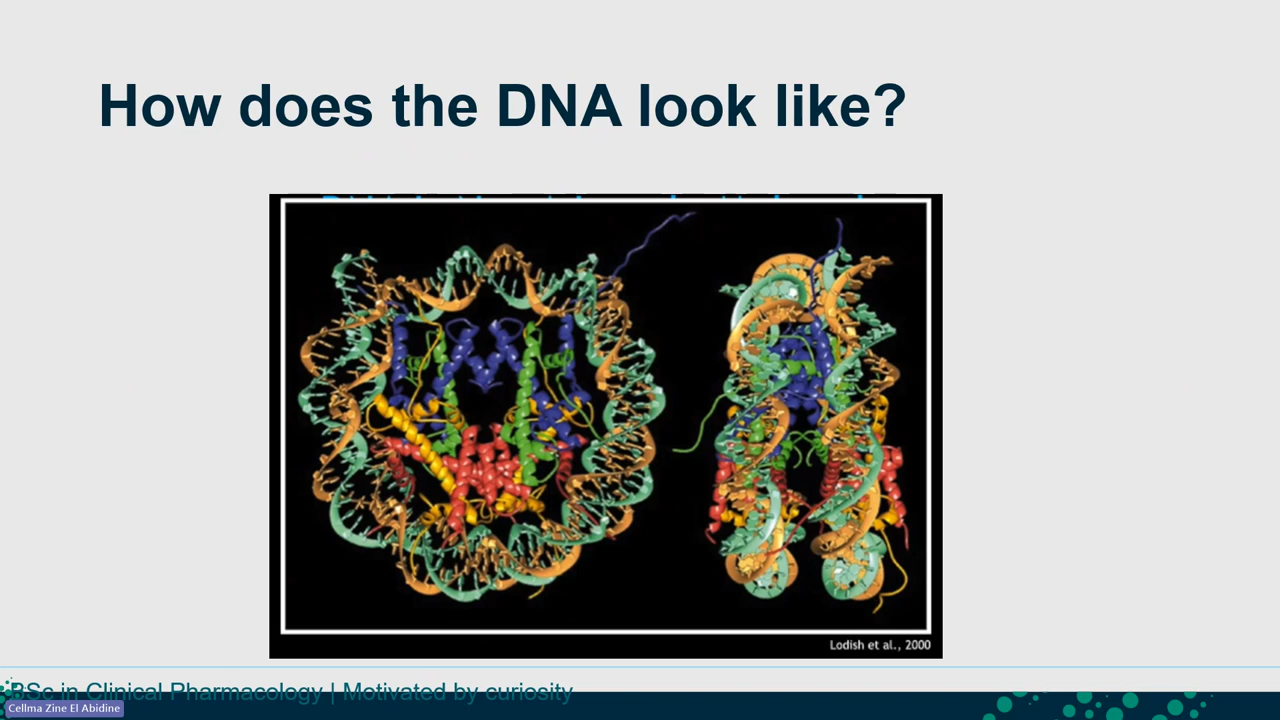 How does the DNA look like?
Lodish et al., 2000
BSc in Clinical Pharmacology | Motivated by curiosity
Cellma Zine El Abidine